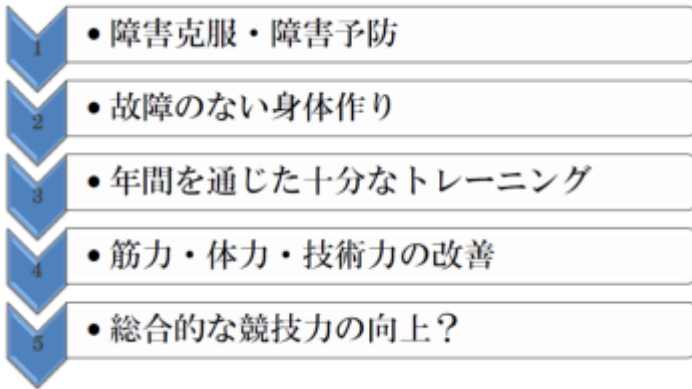 1 • 障害克服・障害予防
2 • 故障のない身体作り
3 • 年間を通じた十分なトレーニング
4 • 筋力・体力・技術力の改善
5 • 総合的な競技力の向上？